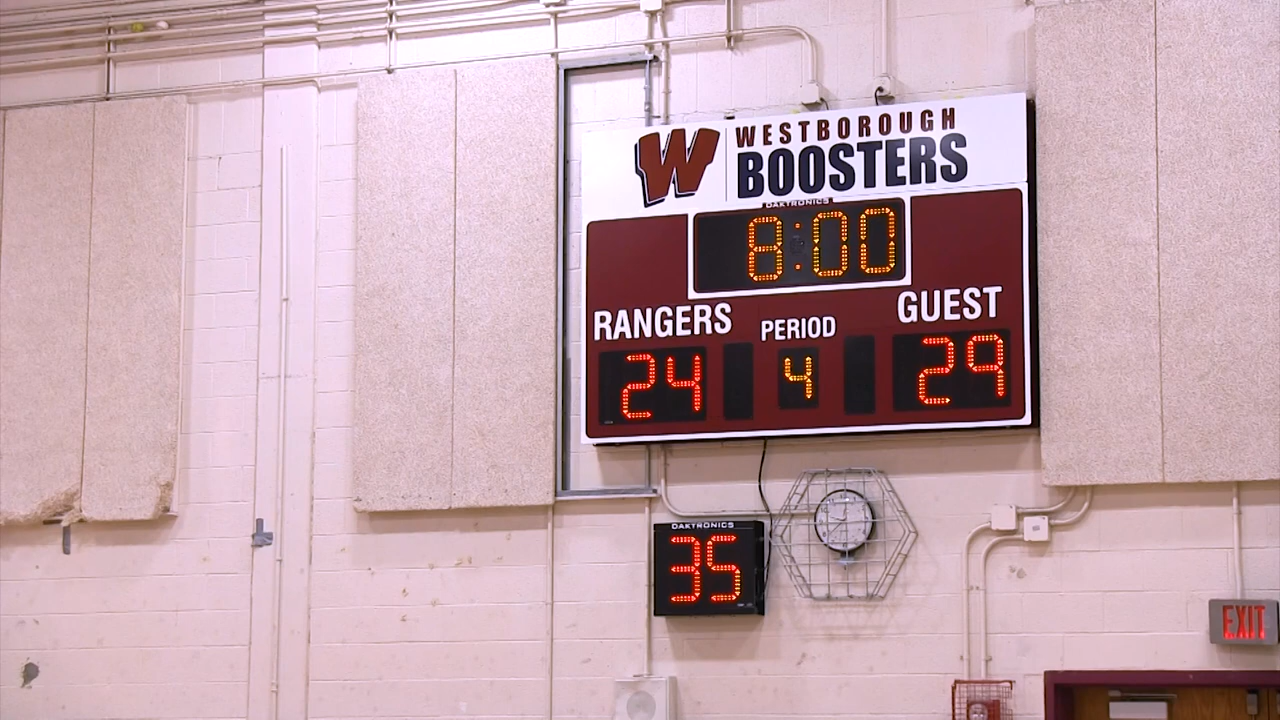 W
WESTBOROUGH
BOOSTERS
DAKTRONICS
8:00
RANGERS
PERIOD
GUEST
24
4
29
DAKTRONICS
35
EXIT